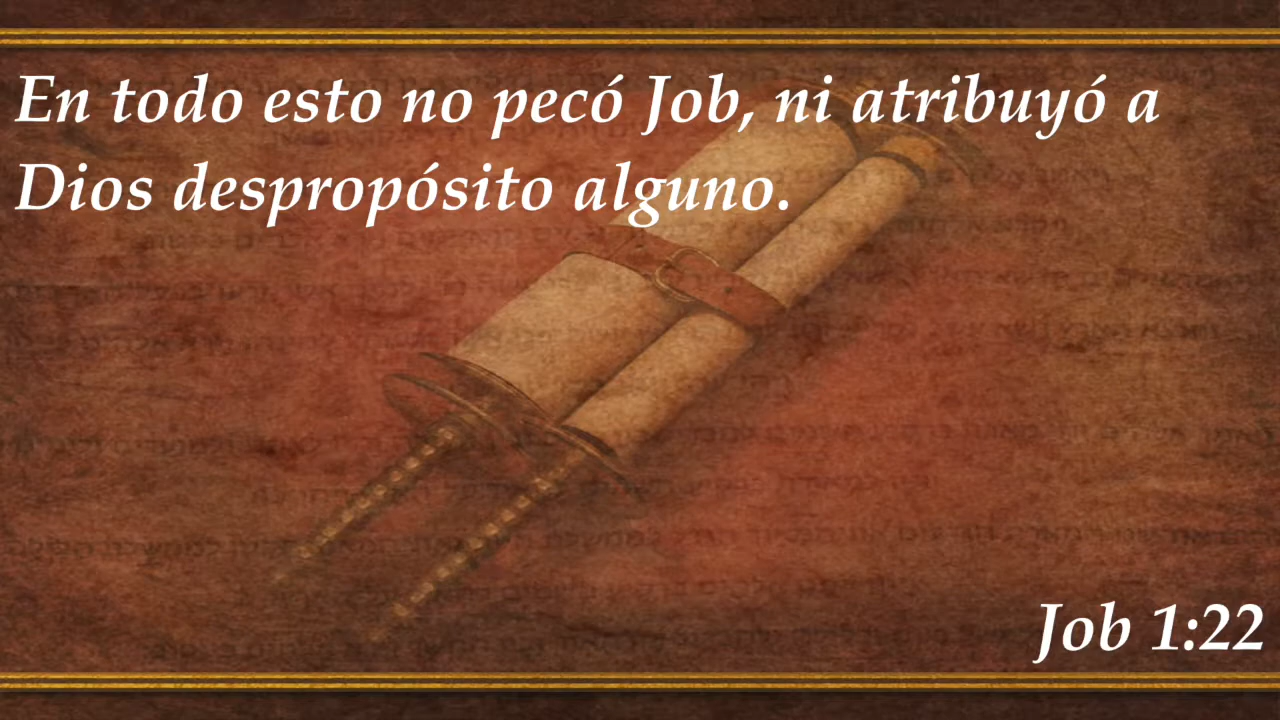 En todo esto no pecó Job, ni atribuyó a
Dios despropósito alguno.
Job 1:22